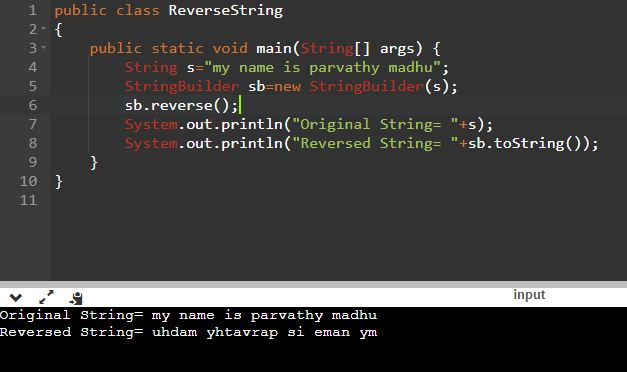 1 public class ReverseString
2 {
3 public static void main(String[] args) {
4 String s="my name is parvathy madhu";
5 StringBuilder sb=new StringBuilder(s);
6 sb.reverse();
7 System.out.println("Original String= "+s);
8 System.out.println("Reversed String= "+sb.toString());
9 }
10 }
11
input
Original String= my name is parvathy madhu
Reversed String= uhdam yhtavrap si eman ym